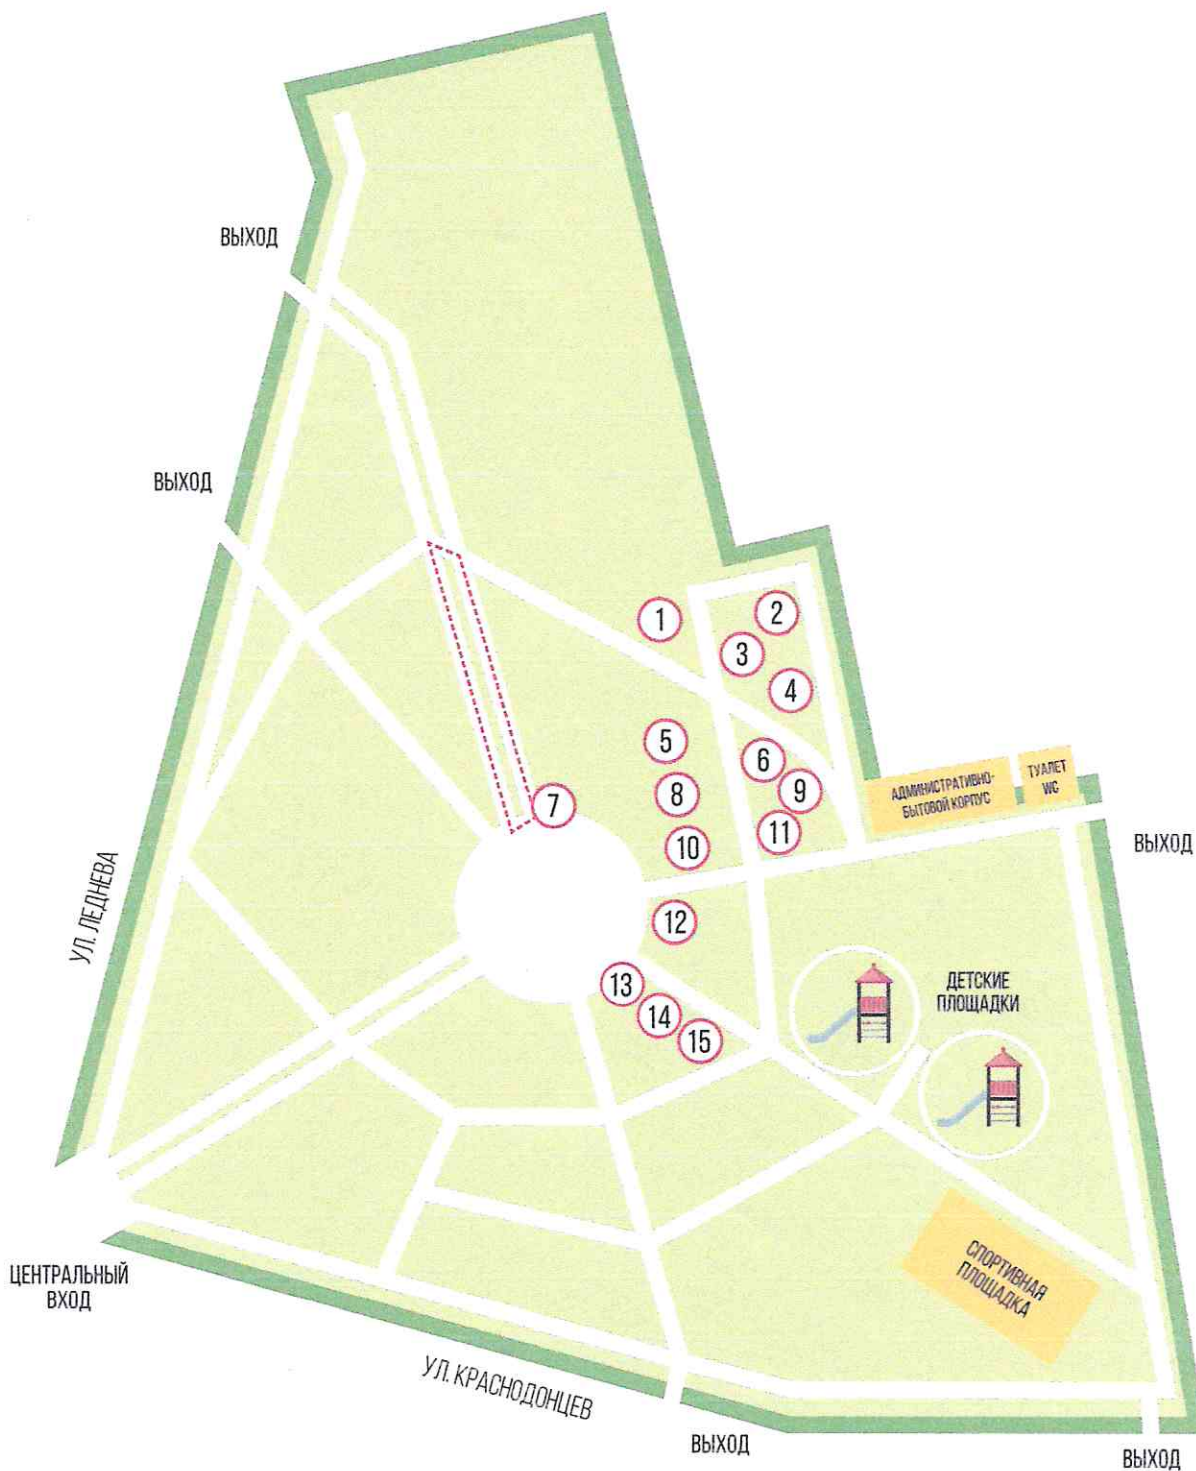 ВЫХОД
ВЫХОД
1
2
3
4
5
6
7
8
9
10
11
АДМИНИСТРАТИВНО-
БЫТОВОЙ КОРПУС
ТУАЛЕТ
WC
ВЫХОД
УЛ. ЛЕДНЕВА
12
13
14
15
ДЕТСКИЕ
ПЛОЩАДКИ
СПОРТИВНАЯ
ПЛОЩАДКА
ЦЕНТРАЛЬНЫЙ
ВХОД
УЛ. КРАСНОДОНЦЕВ
ВЫХОД
ВЫХОД